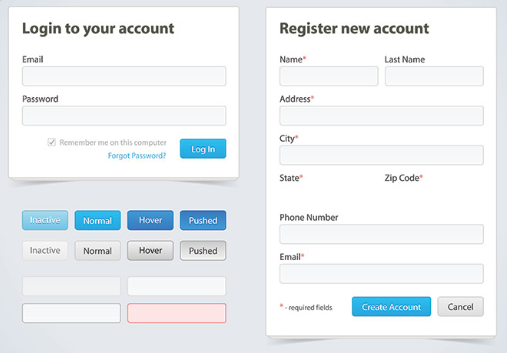 Login to your account
Email
Password
Remember me on this computer
Forgot Password?
Log In
Inactive Normal Hover Pushed
Inactive Normal Hover Pushed
Register new account
Name* Last Name
Address*
City*
State* Zip Code*
Phone Number
Email*
* - required fields
Create Account Cancel